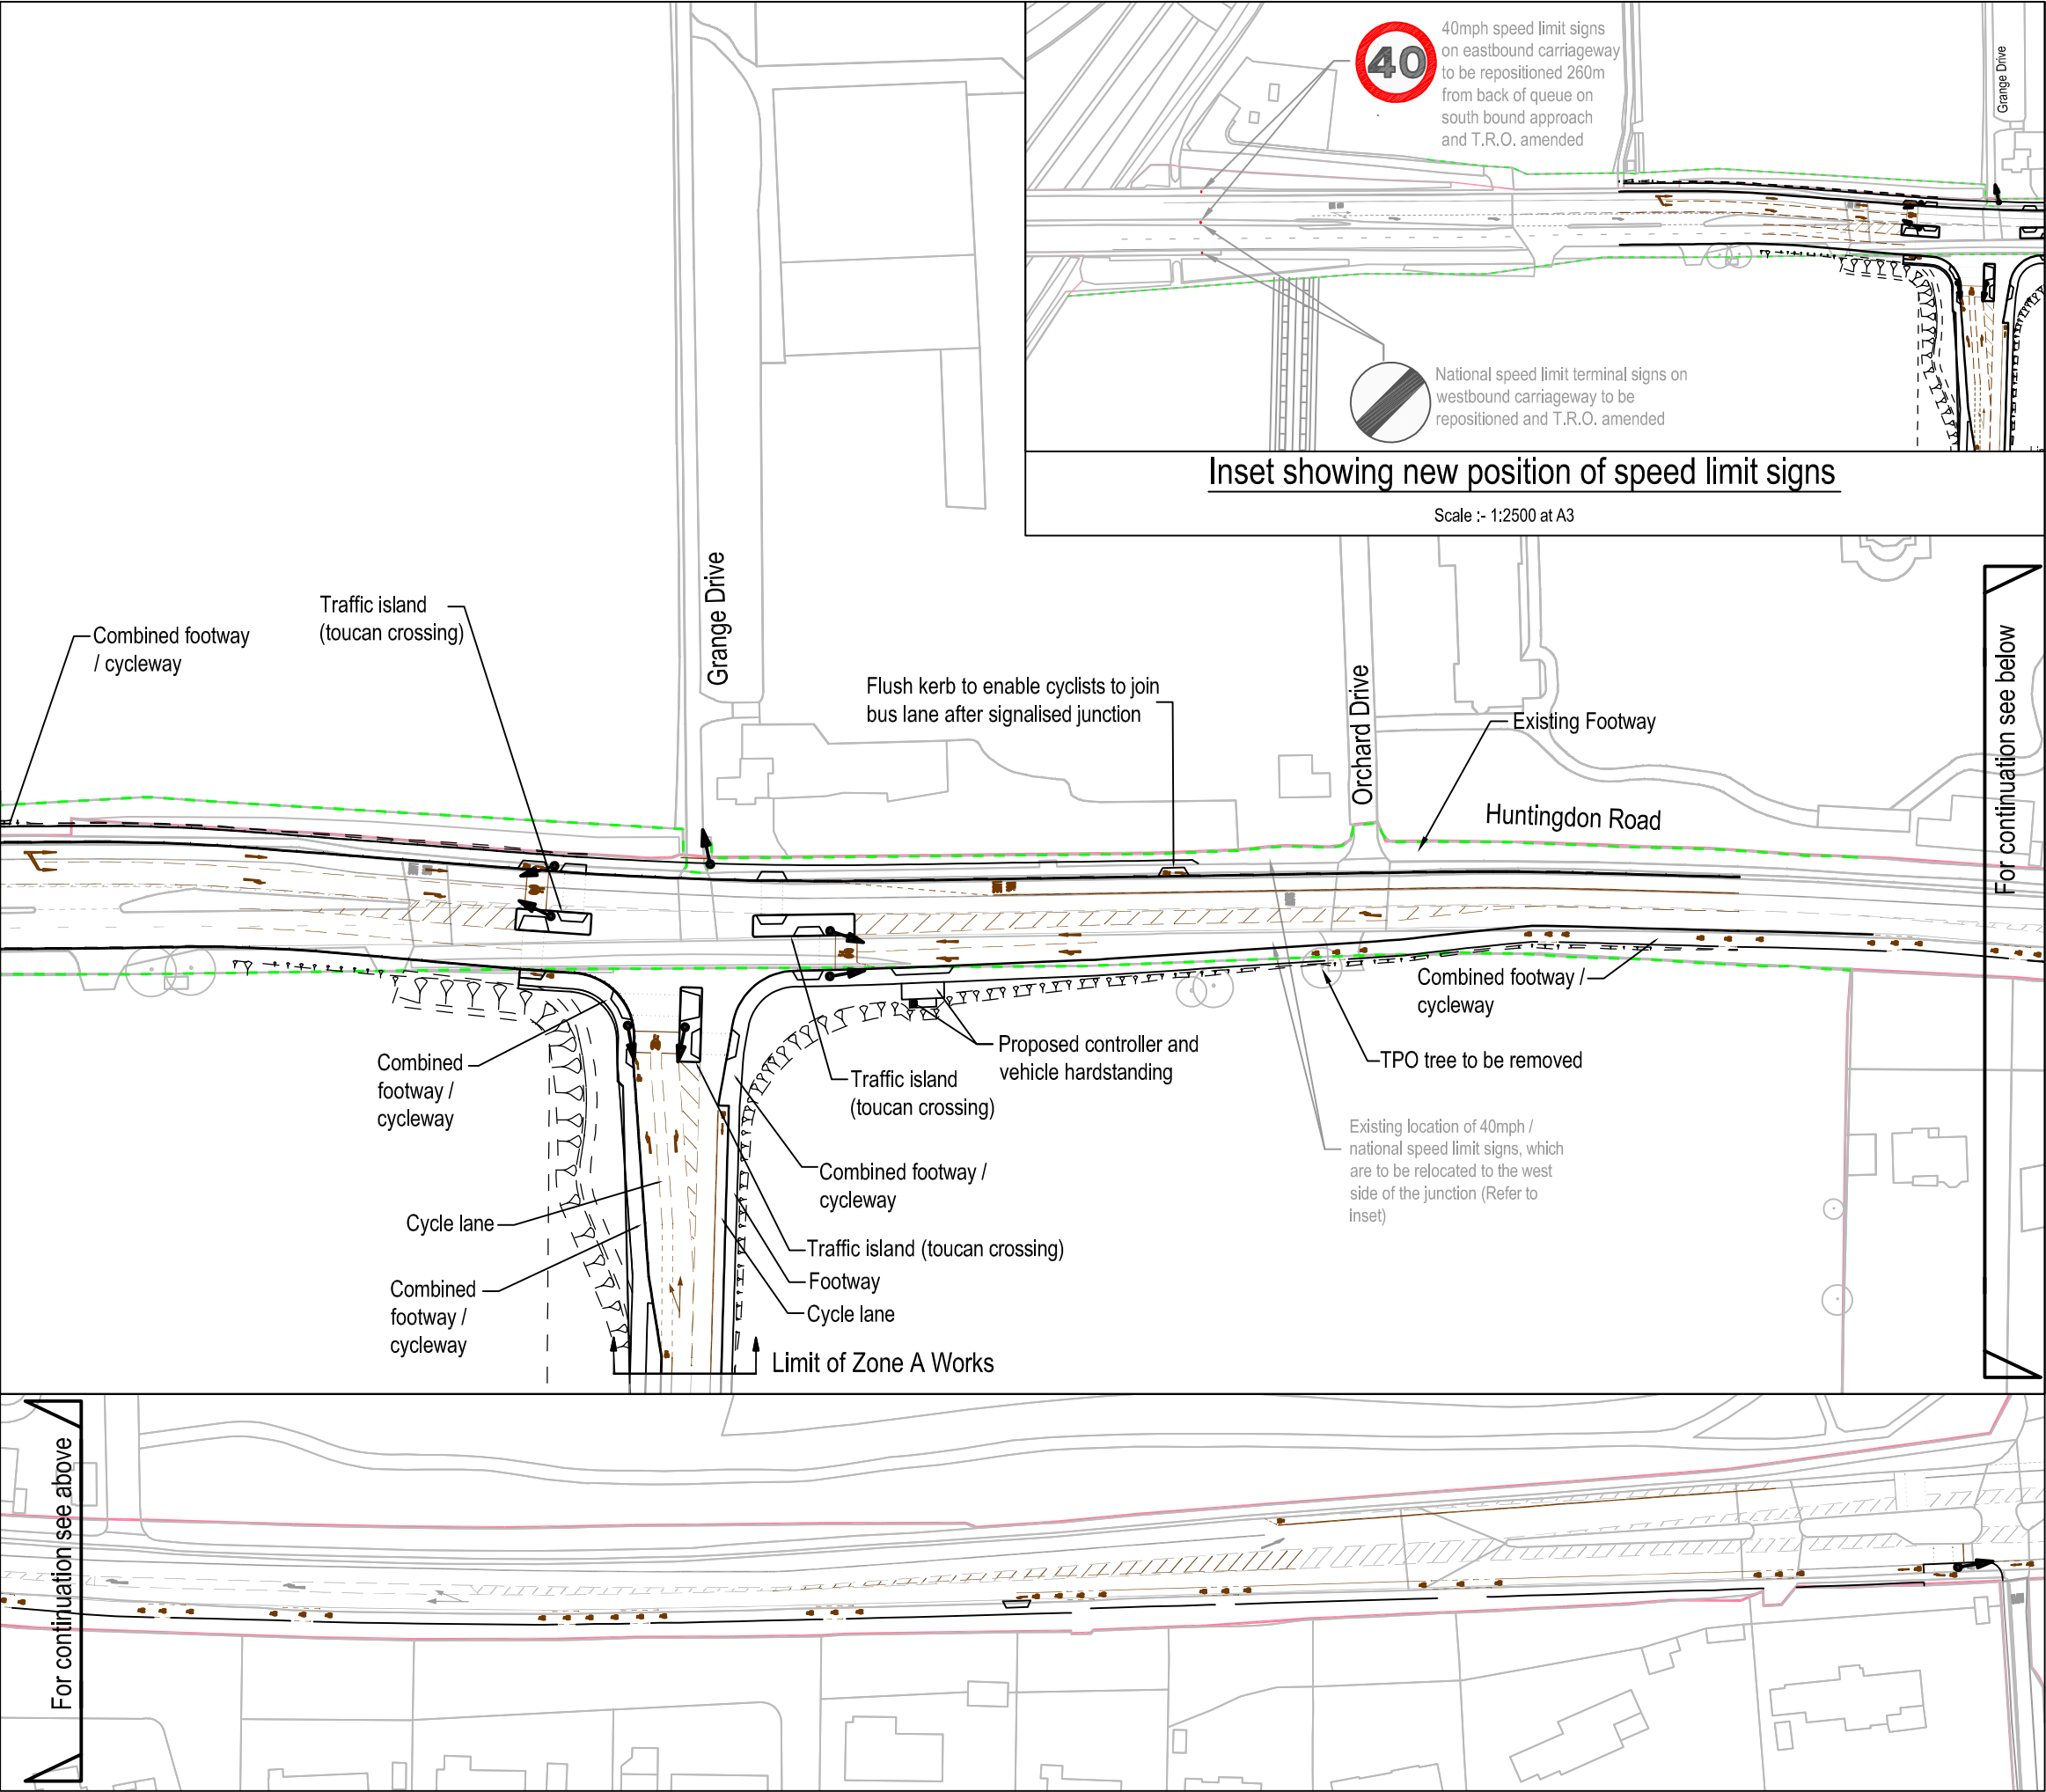 40
40mph speed limit signs
on eastbound carriageway
to be repositioned 260m
from back of queue on
south bound approach
and T.R.O. amended
Grange Drive
National speed limit terminal signs on
westbound carriageway to be
repositioned and T.R.O. amended
Inset showing new position of speed limit signs
Scale :- 1:2500 at A3
Combined footway
/ cycleway
Traffic island
(toucan crossing)
Grange Drive
Flush kerb to enable cyclists to join
bus lane after signalised junction
Orchard Drive
Existing Footway
Huntingdon Road
For continuation see below
Combined footway /
cycleway
TPO tree to be removed
Proposed controller and
vehicle hardstanding
Traffic island
(toucan crossing)
Combined
footway /
cycleway
Existing location of 40mph /
national speed limit signs, which
are to be relocated to the west
side of the junction (Refer to
inset)
Combined footway /
cycleway
Cycle lane
Traffic island (toucan crossing)
Footway
Cycle lane
Combined
footway /
cycleway
Limit of Zone A Works
For continuation see above